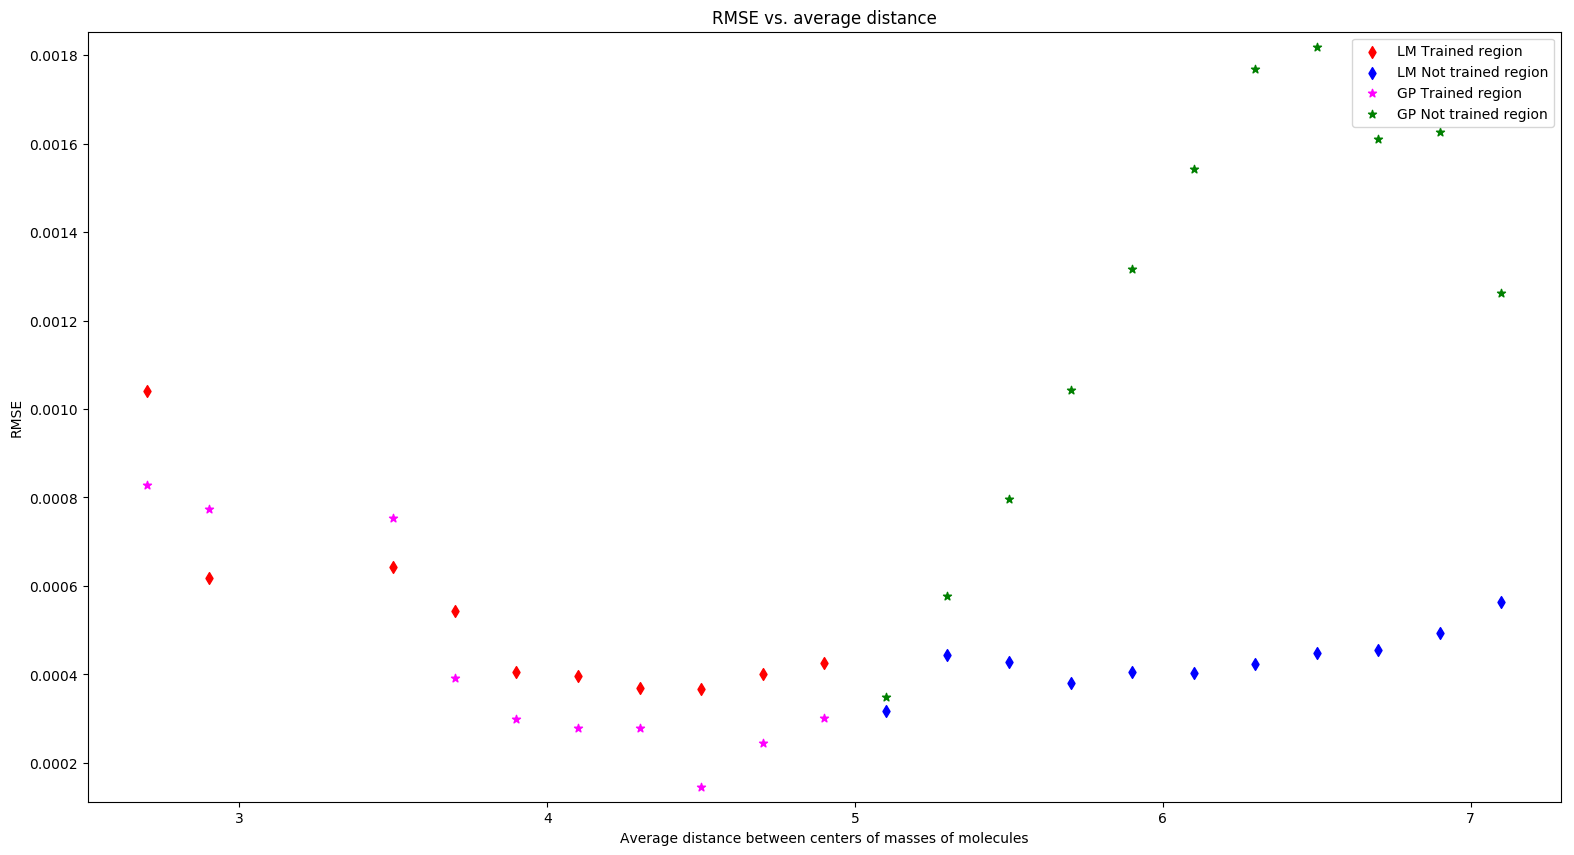 RMSE vs. average distance
0.0018
0.0016
0.0014
0.0012
0.0010
0.0008
0.0006
0.0004
0.0002
RMSE
LM Trained region
LM Not trained region
GP Trained region
GP Not trained region
3
4
5
6
7
Average distance between centers of masses of molecules